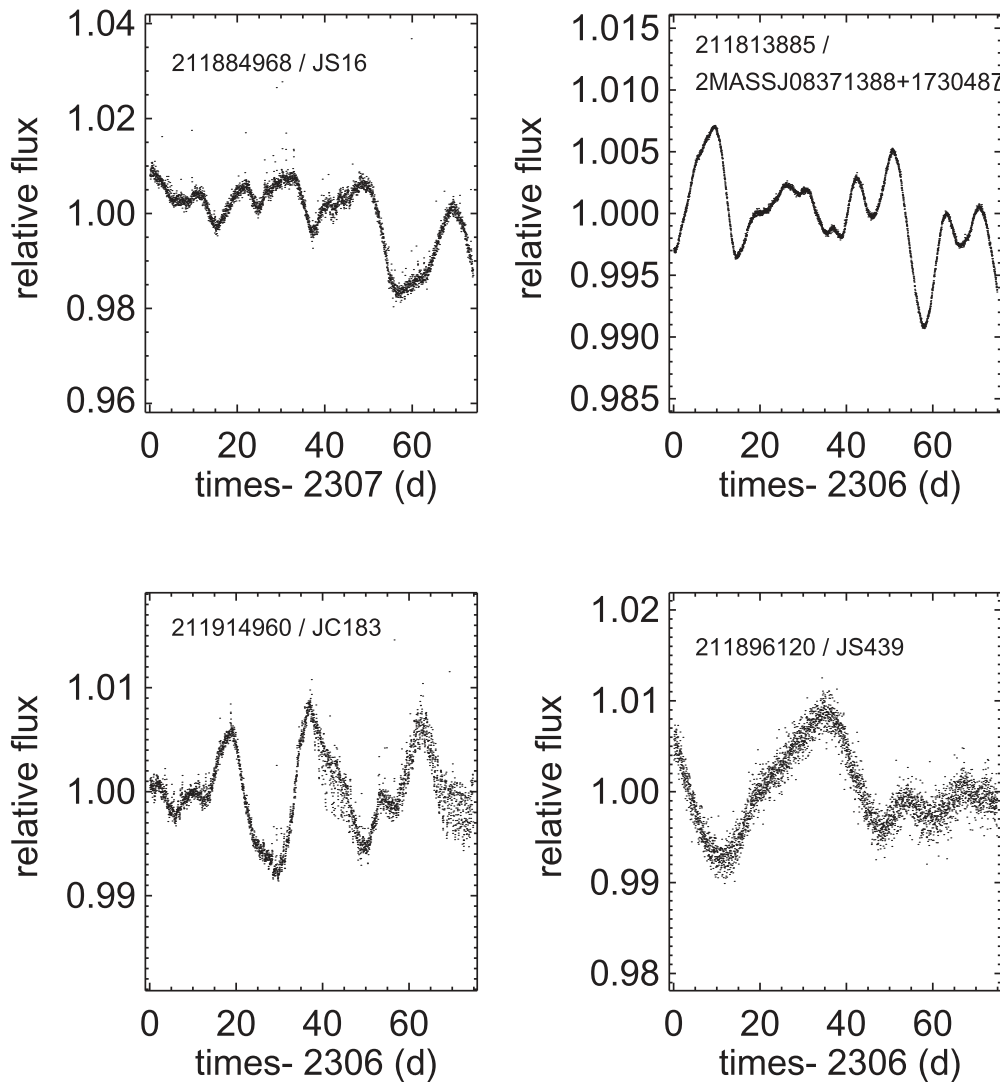 211884968 / JS16
relative flux
1.04
1.02
1.00
0.98
0.96
0 20 40 60
times- 2307 (d)
211813885 /
2MASSJ08371388+1730487
relative flux
1.015
1.010
1.005
1.000
0.995
0.990
0.985
0 20 40 60
times- 2306 (d)
211914960 / JC183
relative flux
1.01
1.00
0.99
0 20 40 60
times- 2306 (d)
211896120 / JS439
relative flux
1.02
1.01
1.00
0.99
0.98
0 20 40 60
times- 2306 (d)